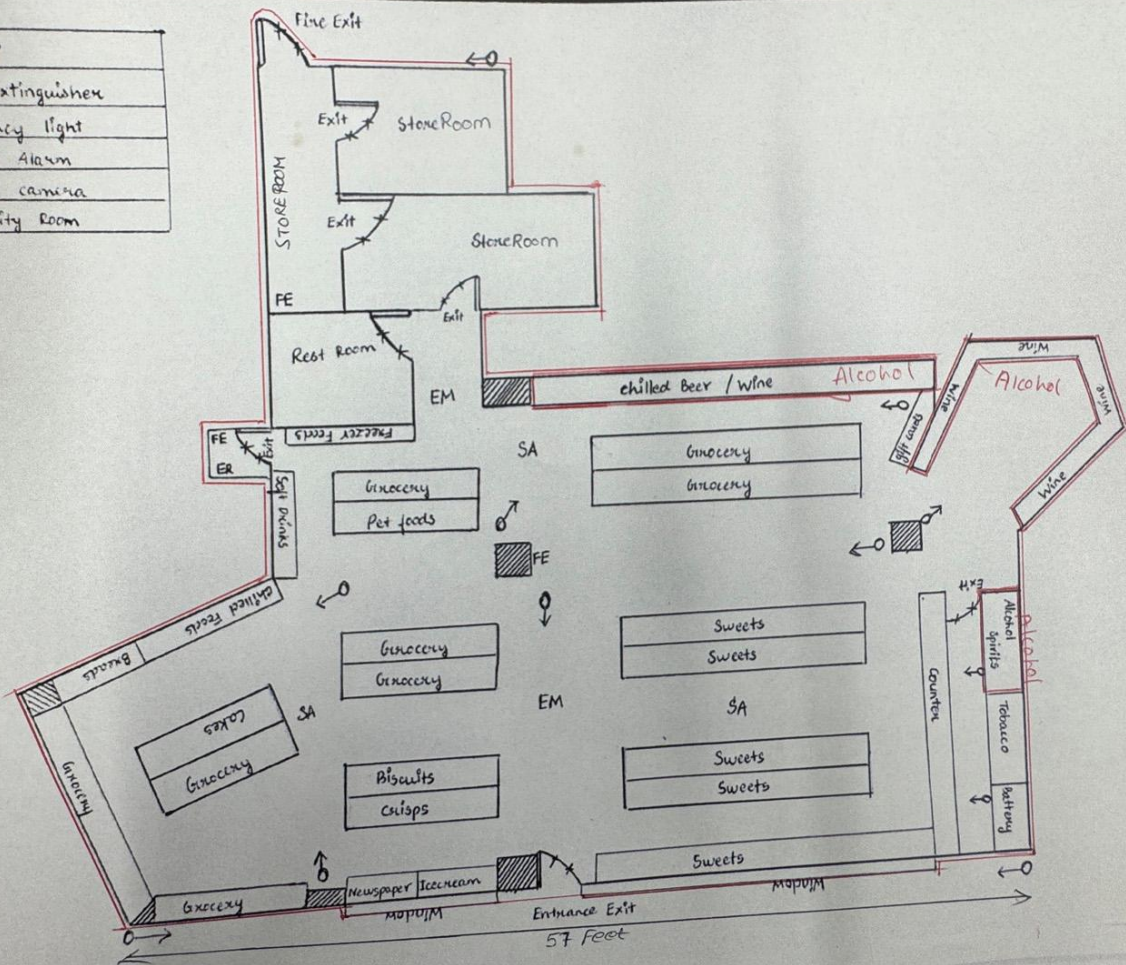 Fire Exit
xtinguisher
cy light
Alarm
camera
ity Room
Exit
StoreRoom
STOREROOM
Exit
StoreRoom
FE
Exit
Rest Room
EM
chilled Beer / Wine
Alcohol
Wine
Alcohol
Wine
Wine
Wine
gift cards
Freezer Foods
FE
ER
Exit
Soft Drinks
SA
Grocery
Grocery
Grocery
Pet foods
FE
Exit
Chilled Foods
Breads
Alcohol
Spirits
Alcohol
Sweets
Sweets
Grocery
Grocery
EM
SA
SA
Counter
Tobacco
Battery
Cakes
Grocery
Grocery
Sweets
Sweets
Biscuits
Crisps
Sweets
Newspaper
Icecream
Grocery
Window
Window
Entrance Exit
57 Feet